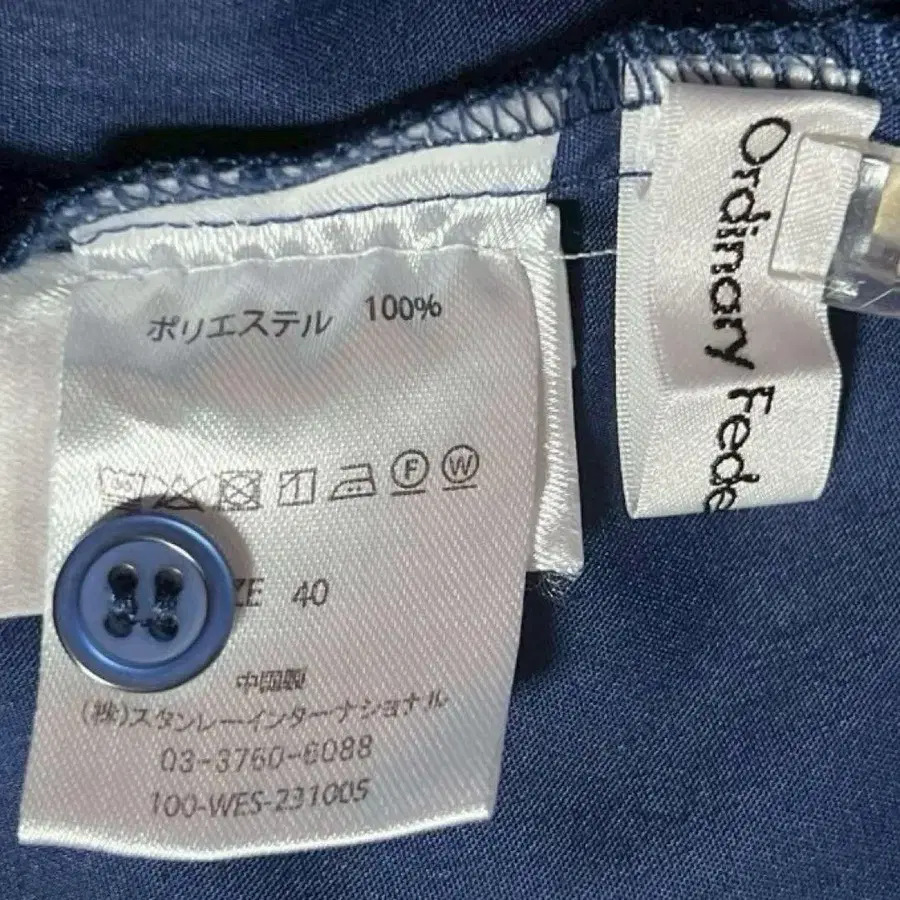 ポリエステル 100%
F W
ZE 40
中国製
(株)スタンレーインターナショナル
03-3760-6088
100-WES-231005
Ordinary Fede